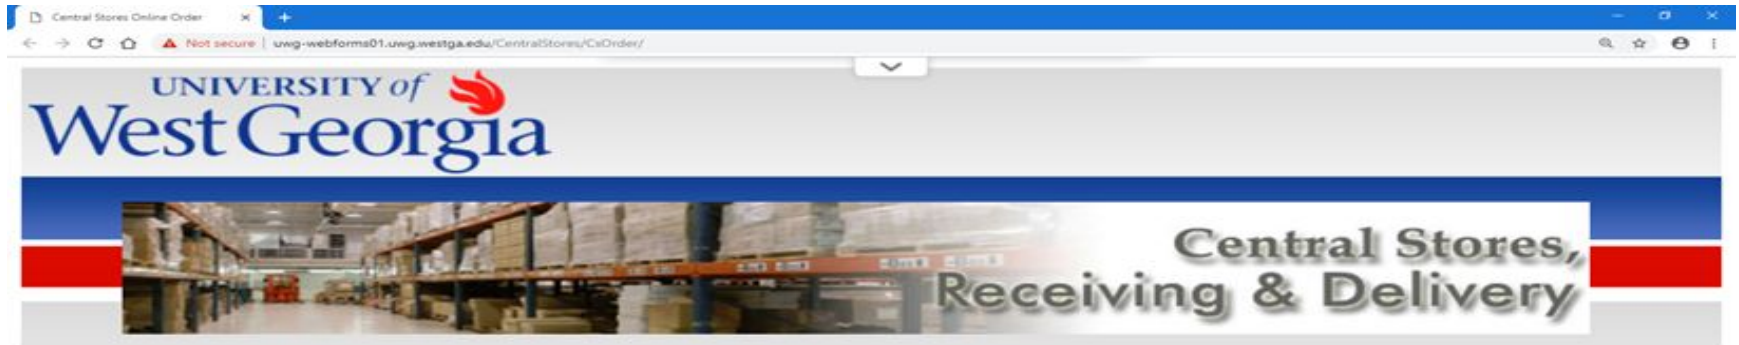 Central Stores Online Order
Not secure | uwg-webforms01.uwg.westga.edu/CentralStores/CsOrder/
UNIVERSITY of
West Georgia
Central Stores,
Receiving & Delivery